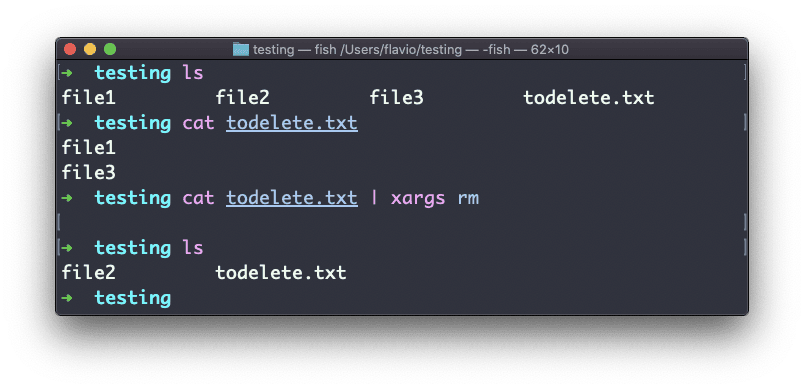 testing — fish /Users/flavio/testing — -fish — 62×10
[➜  testing ls                                                ]
file1        file2        file3        todelete.txt
[➜  testing cat todelete.txt                                  ]
file1
file3
➜  testing cat todelete.txt | xargs rm
[                                                             ]
[➜  testing ls                                                ]
file2        todelete.txt
➜  testing